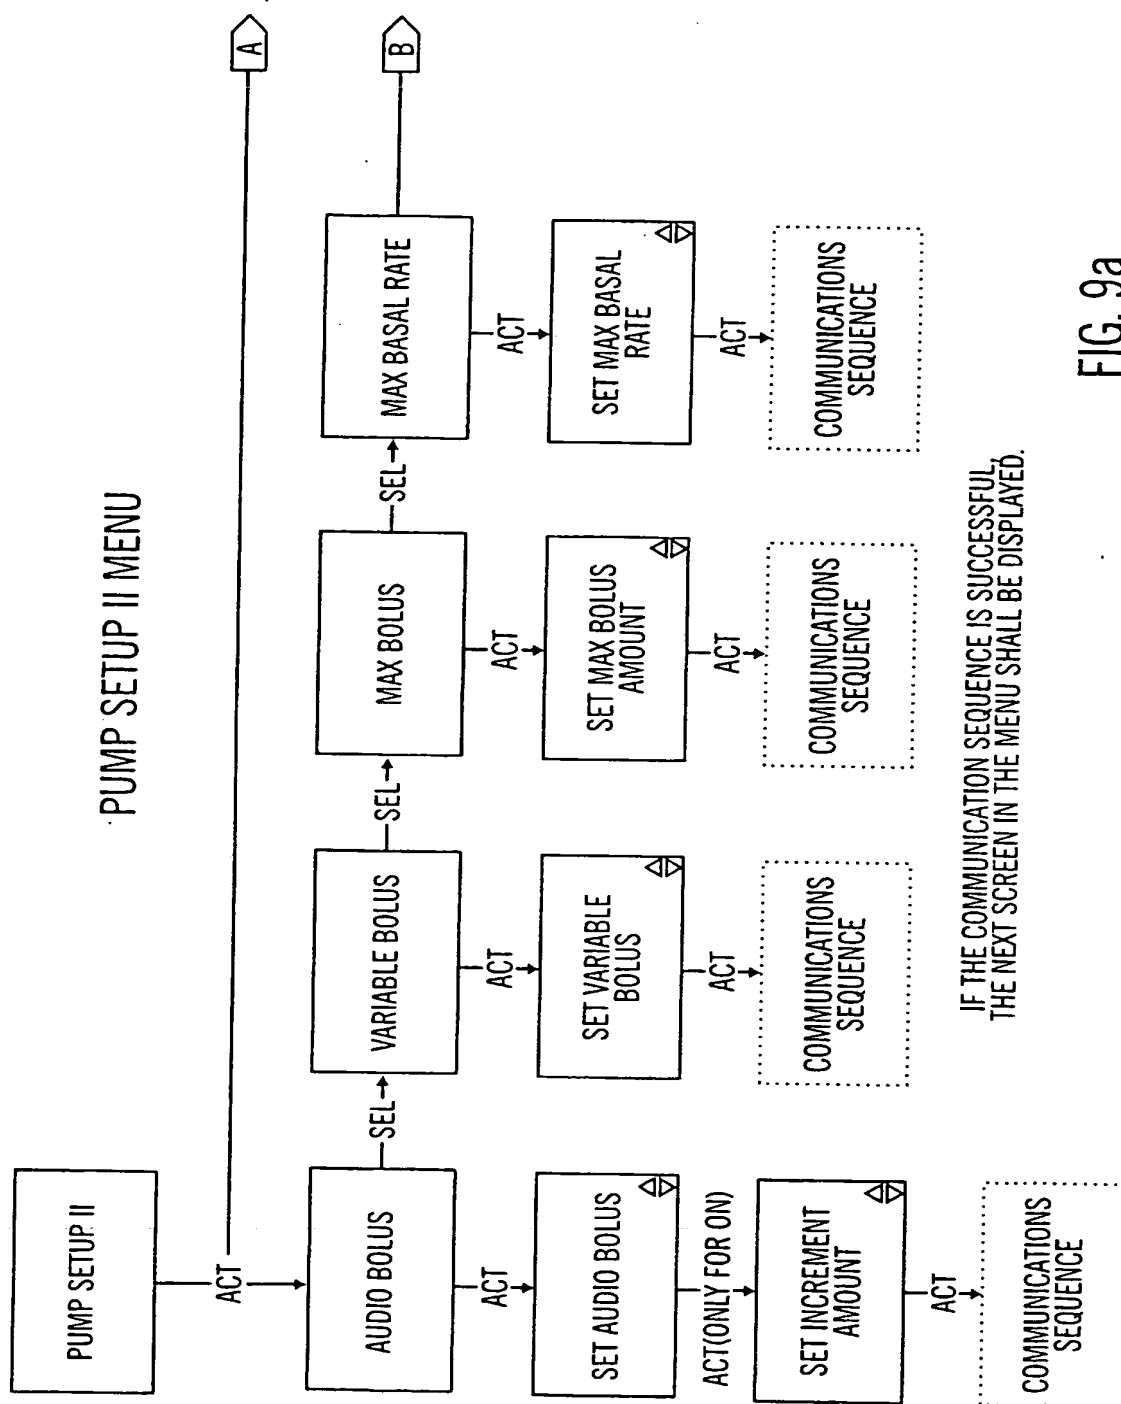 PUMP SETUP II MENU
PUMP SETUP II
ACT
A
AUDIO BOLUS
SEL
VARIABLE BOLUS
SEL
MAX BOLUS
SEL
MAX BASAL RATE
B
ACT
ACT
ACT
ACT
SET AUDIO BOLUS
SET VARIABLE
BOLUS
SET MAX BOLUS
AMOUNT
SET MAX BASAL
RATE
ACT(ONLY FOR ON)
ACT
ACT
ACT
SET INCREMENT
AMOUNT
COMMUNICATIONS
SEQUENCE
COMMUNICATIONS
SEQUENCE
COMMUNICATIONS
SEQUENCE
ACT
COMMUNICATIONS
SEQUENCE
IF THE COMMUNICATION SEQUENCE IS SUCCESSFUL,
THE NEXT SCREEN IN THE MENU SHALL BE DISPLAYED.
FIG. 9a